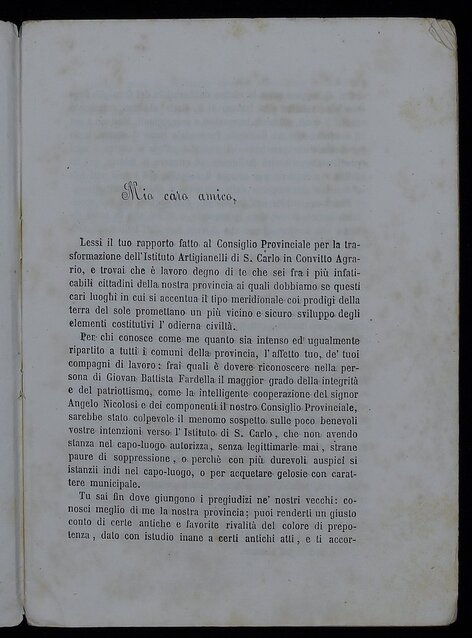 Mio caro amico,
Lessi il tuo rapporto fatto al Consiglio Provinciale per la tra-
sformazione dell'Istituto Artigianelli di S. Carlo in Convitto Agra-
rio, e trovai che è lavoro degno di te che sei fra i più infati-
cabili cittadini della nostra provincia ai quali dobbiamo se questi
cari luoghi in cui si accentua il tipo meridionale coi prodigi della
terra del sole promettano un più vicino e sicuro sviluppo degli
elementi costitutivi l'odierna civiltà.
Per chi conosce come me quanto sia intenso ed ugualmente
ripartito a tutti i comuni della provincia, l'affetto tuo, de' tuoi
compagni di lavoro: frai quali è dovere riconoscere nella per-
sona di Giovan Battista Fardella il maggior grado della integrità
e del patriottismo, come la intelligente cooperazione del signor
Angelo Nicolosi e dei componenti il nostro Consiglio Provinciale,
sarebbe stato colpevole il menomo sospetto sulle poco benevoli
vostre intenzioni verso l'Istituto di S. Carlo, che non avendo
stanza nel capo-luogo autorizza, senza legittimarle mai, strane
paure di soppressione, o perchè con più durevoli auspici si
istanzii indi nel capo-luogo, o per acquetare gelosie con carat-
tere municipale.
Tu sai fin dove giungono i pregiudizi ne' nostri vecchi: co-
nosci meglio di me la nostra provincia; puoi renderti un giusto
conto di certe antiche e favorite rivalità del colore di prepo-
tenza, dato con istudio inane a certi antichi atti, e ti accor-